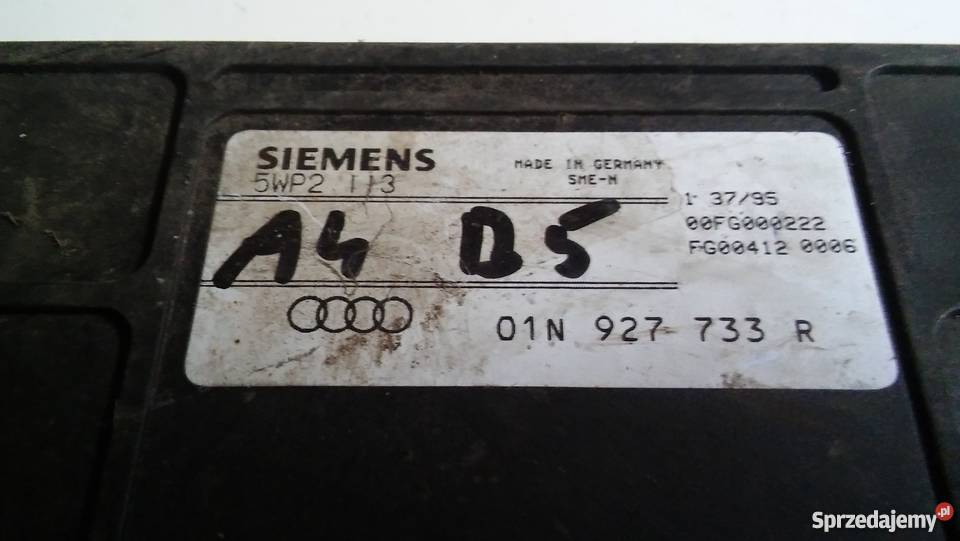 SIEMENS
5WP2 113
MADE IN GERMANY
SME-M
1 37/95
00FG000222
FG00412 0006
A4 B5
01N 927 733 R
Sprzedajemy.pl